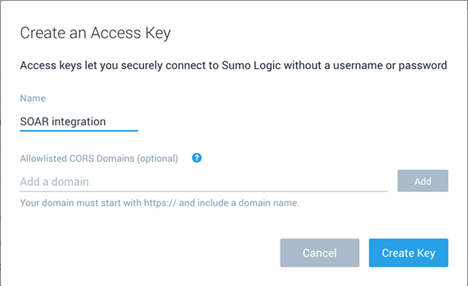 Create an Access Key
Access keys let you securely connect to Sumo Logic without a username or password
Name
SOAR integration
Allowlisted CORS Domains (optional) ?
Add a domain Add
Your domain must start with https:// and include a domain name.
Cancel Create Key